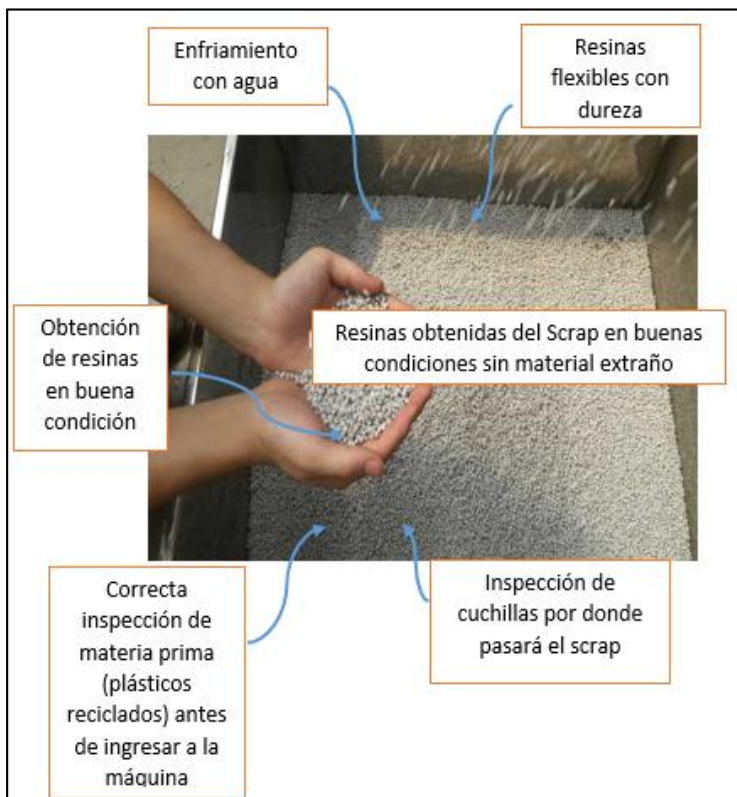 Enfriamiento
con agua
Resinas
flexibles con
dureza
Obtención
de resinas
en buena
condición
Resinas obtenidas del Scrap en buenas
condiciones sin material extraño
Correcta
inspección de
materia prima
(plásticos
reciclados) antes
de ingresar a la
máquina
Inspección de
cuchillas por donde
pasará el scrap